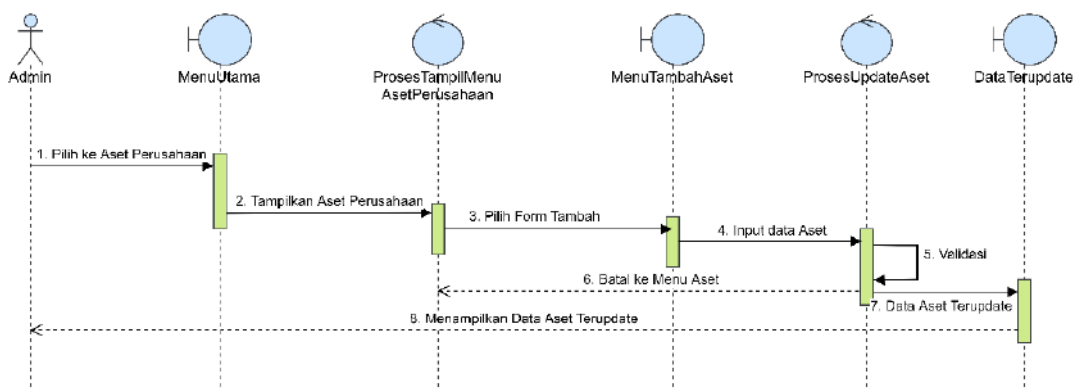 Admin
MenuUtama
ProsesTampilMenu
AsetPerusahaan
MenuTambahAset
ProsesUpdateAset
DataTerupdate
1. Pilih ke Aset Perusahaan
2. Tampilkan Aset Perusahaan
3. Pilih Form Tambah
4. Input data Aset
5. Validasi
6. Batal ke Menu Aset
7. Data Aset Terupdate
8. Menampilkan Data Aset Terupdate